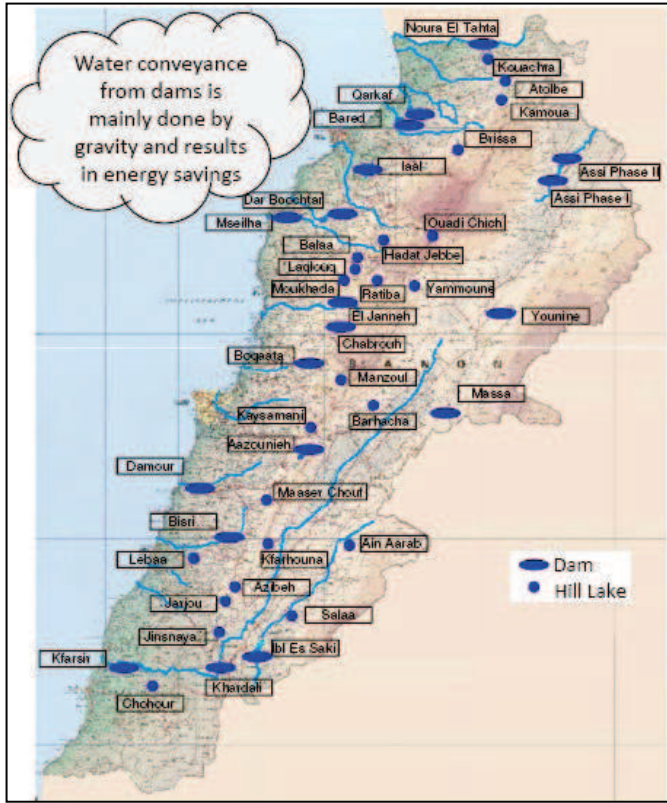 Water conveyance
from dams is
mainly done by
gravity and results
in energy savings
Noura El Tahta
Kouachra
Atolbe
Kamoua
Qarkaf
Bared
Brissa
Iaal
Assi Phase II
Assi Phase I
Dar Bocchtar
Mseilha
Ouadi Chich
Balaa
Hadat Jebbe
Laqlouq
Moukhada
Ratiba
Yammoune
El Janneh
Younine
Chabrouh
Boqaata
Manzoul
Massa
Kaysamani
Barhacha
Aazounieh
Damour
Maaser Chouf
Bisri
Ain Aarab
Lebaa
Kfarhouna
Dam
Hill Lake
Azibeh
Jarjou
Salaa
Jinsnaya
Ibl Es Saki
Kfarsir
Khardali
Chohour